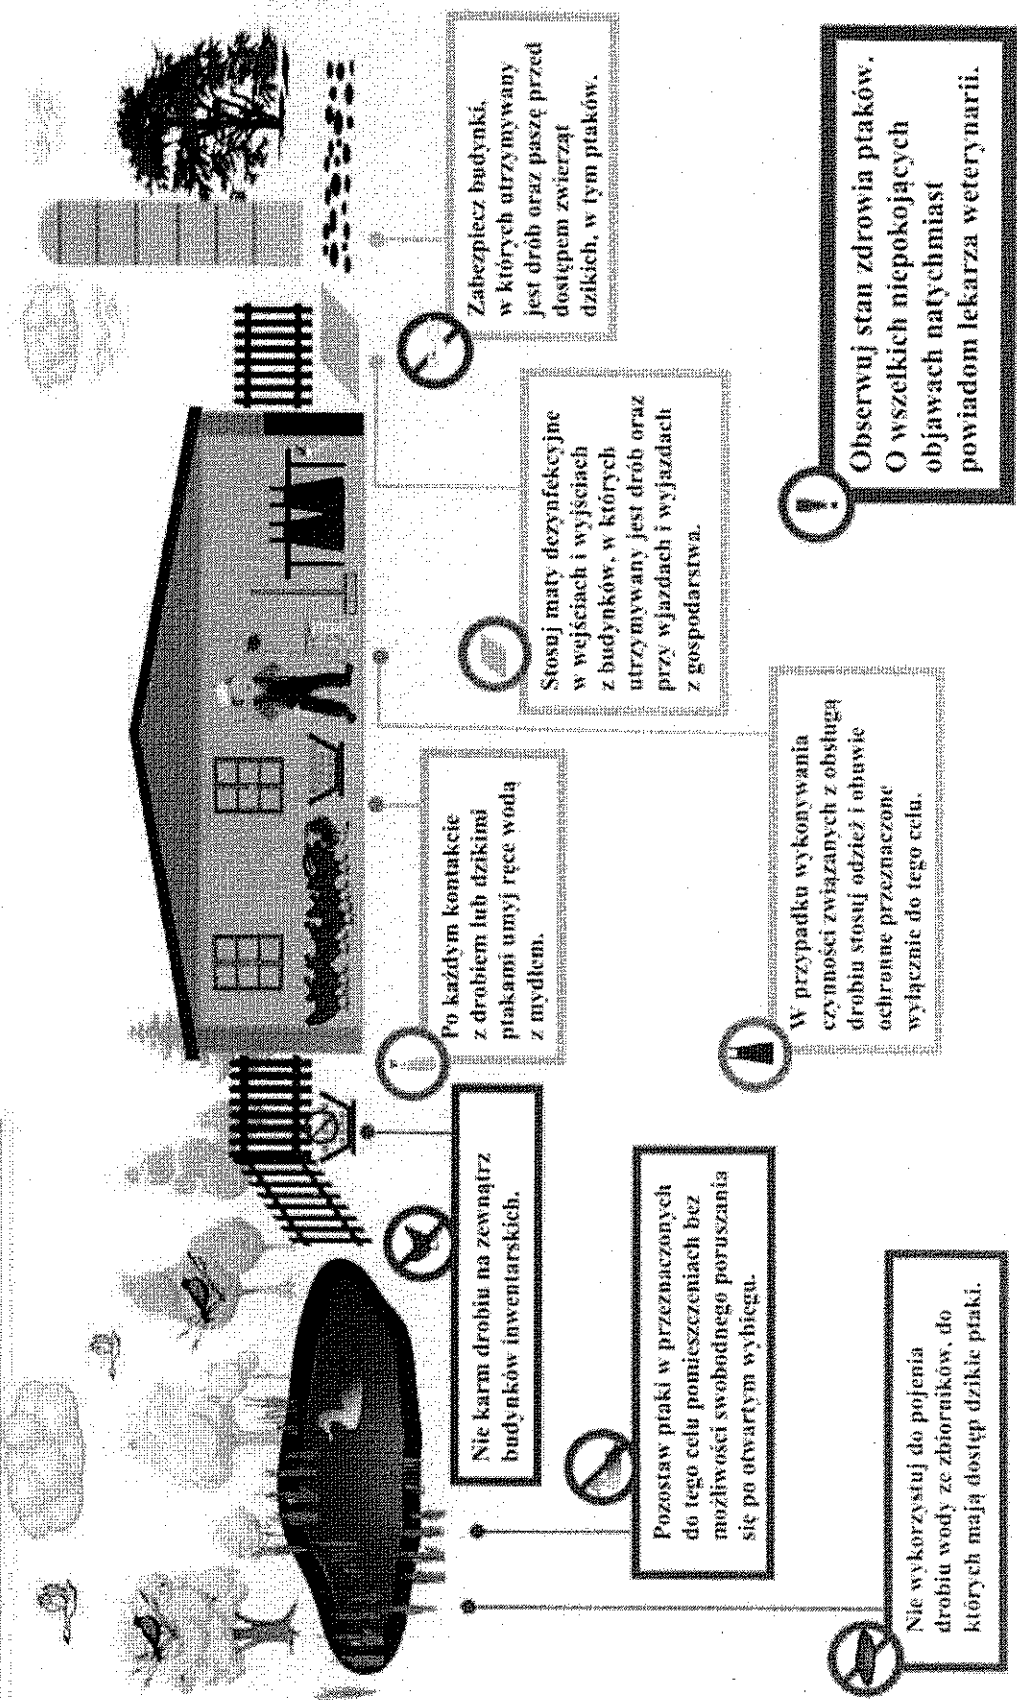 Nie wykorzystuj do pojenia
drobiu wody ze zbiorników, do
których mają dostęp dzikie ptaki.
Pozostaw ptaki w przeznaczonych
do tego celu pomieszczeniach bez
możliwości swobodnego poruszania
się po otwartym wybiegu.
Nie karm drobiu na zewnątrz
budynków inwentarskich.
Po każdym kontakcie
z drobiem lub dzikimi
ptakami umyj ręce wodą
z mydłem.
W przypadku wykonywania
czynności związanych z obsługą
drobiu stosuj odzież i obuwie
ochronne przeznaczone
wyłącznie do tego celu.
Stosuj maty dezynfekcyjne
w wejściach i wyjściach
z budynków, w których
utrzymywany jest drób oraz
przy wjazdach i wyjazdach
z gospodarstwa.
Zabezpiecz budynki,
w których utrzymywany
jest drób oraz paszę przed
dostępem zwierząt
dzikich, w tym ptaków.
Obserwuj stan zdrowia ptaków.
O wszelkich niepokojących
objawach natychmiast
powiadom lekarza weterynarii.